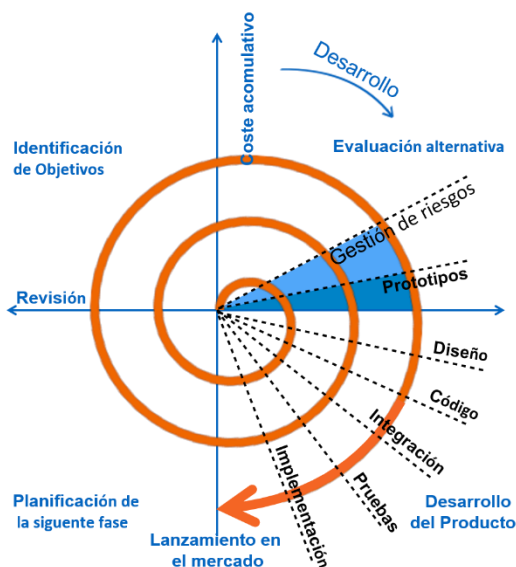 Coste acomulativo
Desarrollo
Identificación
de Objetivos
Evaluación alternativa
Gestión de riesgos
Prototipos
Revisión
Diseño
Código
Integración
Pruebas
Implementación
Planificación de
la siguente fase
Lanzamiento en
el mercado
Desarrollo
del Producto